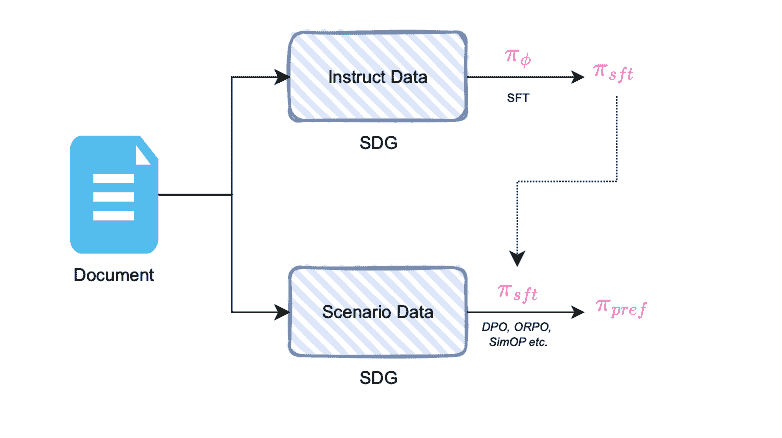 Instruct Data
π_ϕ
SFT
π_sft
SDG
Document
Scenario Data
π_sft
DPO, ORPO,
SimOP etc.
π_pref
SDG